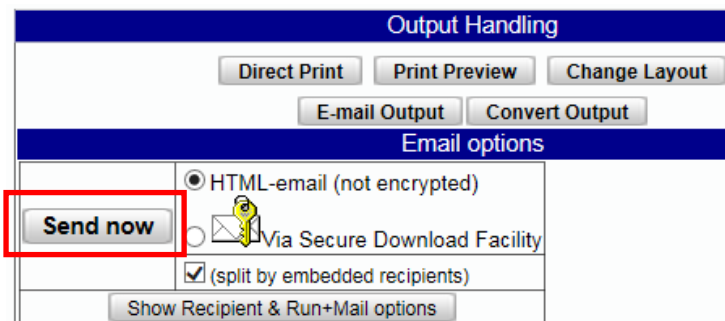 Output Handling
Direct Print Print Preview Change Layout
E-mail Output Convert Output
Email options
HTML-email (not encrypted)
Send now
Via Secure Download Facility
(split by embedded recipients)
Show Recipient & Run+Mail options